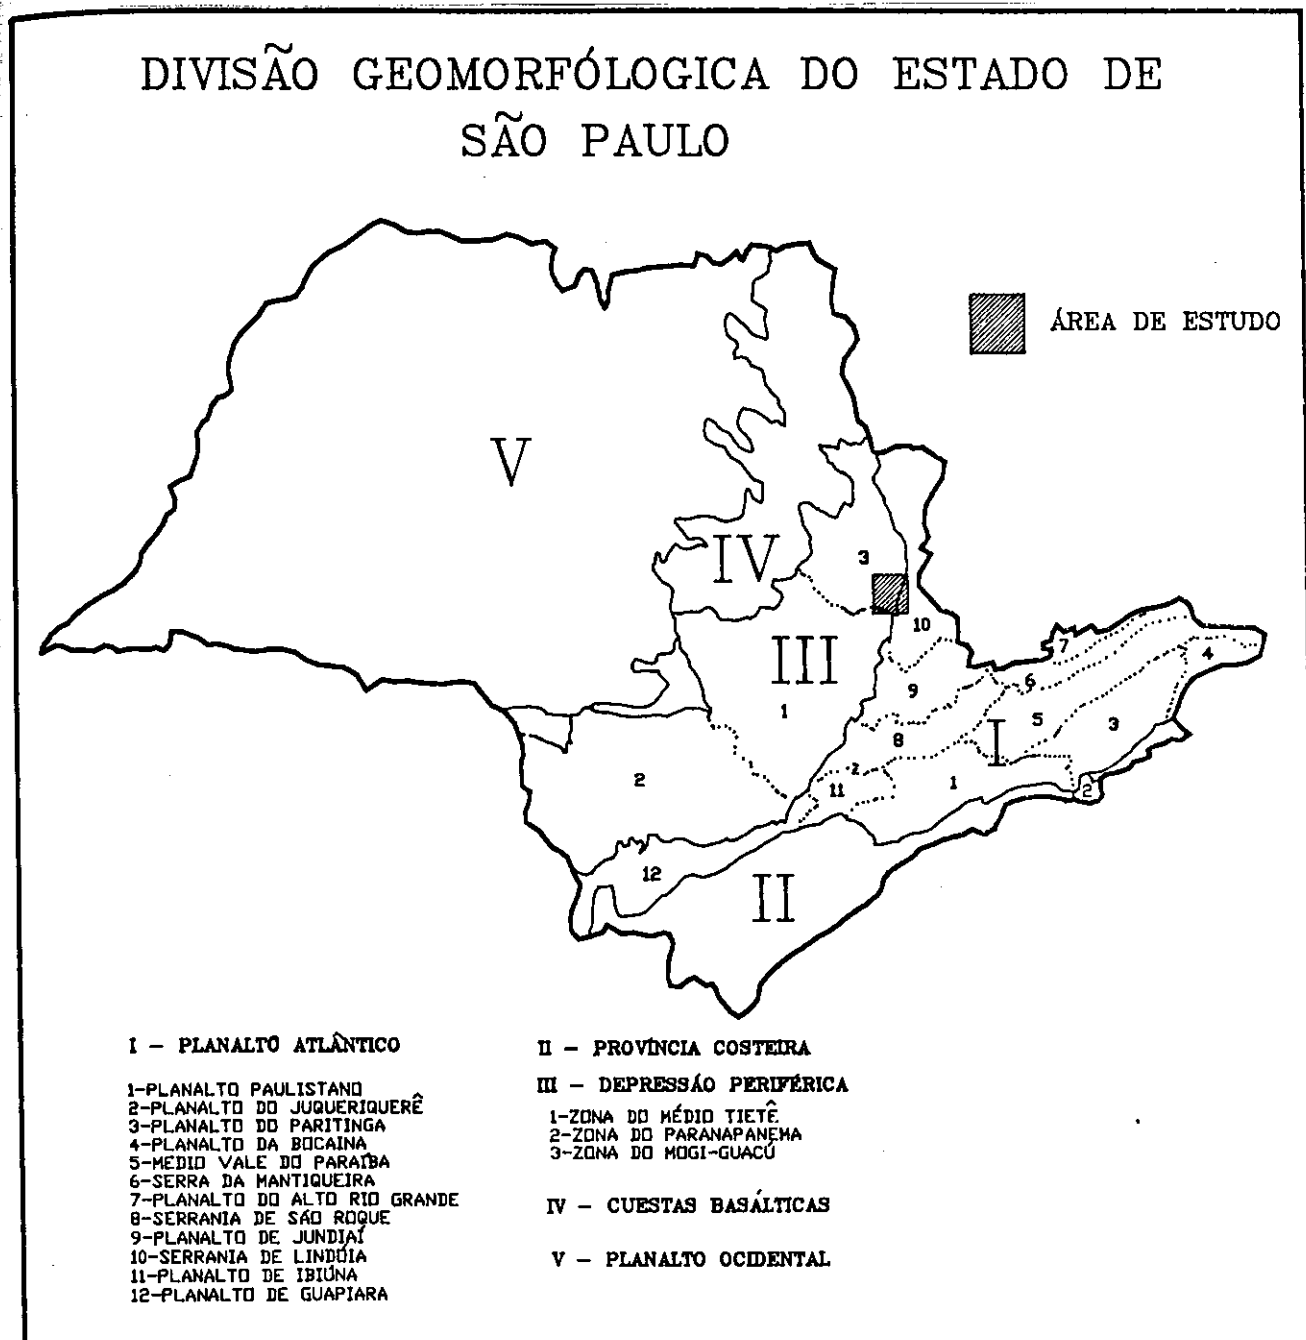 DIVISÃO GEOMORFÓLOGICA DO ESTADO DE
SÃO PAULO
ÁREA DE ESTUDO
V
IV
3
10
III
7
4
6
9
1
5
3
8
I
2
2
11
1
2
12
II
I – PLANALTO ATLÂNTICO
1-PLANALTO PAULISTANO
2-PLANALTO DO JUQUERIQUERÊ
3-PLANALTO DO PARITINGA
4-PLANALTO DA BOCAINA
5-MEDIO VALE DO PARAÍBA
6-SERRA DA MANTIQUEIRA
7-PLANALTO DO ALTO RIO GRANDE
8-SERRANIA DE SÃO ROQUE
9-PLANALTO DE JUNDIAÍ
10-SERRANIA DE LINDÓIA
11-PLANALTO DE IBIÚNA
12-PLANALTO DE GUAPIARA
II – PROVÍNCIA COSTEIRA
III – DEPRESSÁO PERIFÉRICA
1-ZONA DO MÉDIO TIETÊ
2-ZONA DO PARANAPANEMA
3-ZONA DO MOGI-GUACÚ
IV – CUESTAS BASÁLTICAS
V – PLANALTO OCIDENTAL